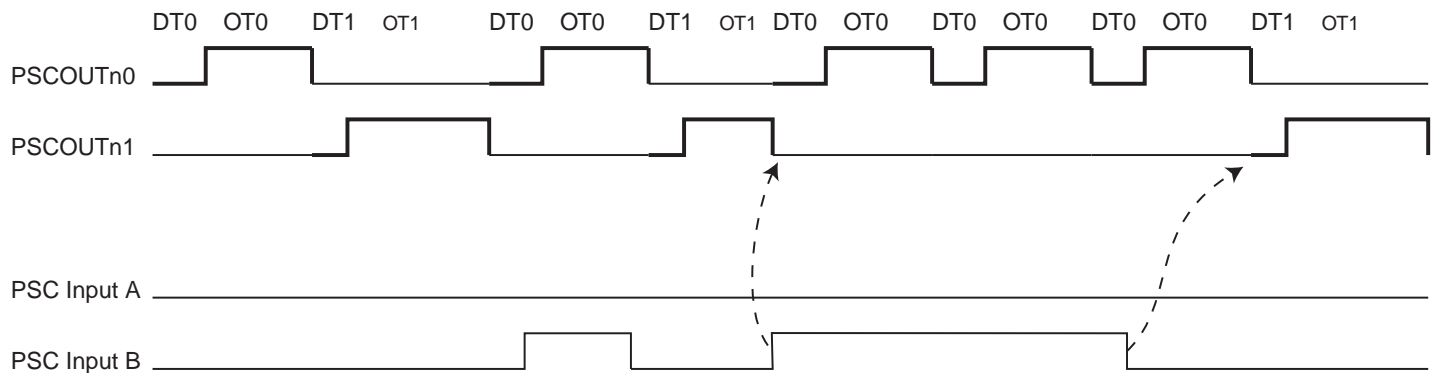 DT0 OT0 DT1 OT1 DT0 OT0 DT1 OT1 DT0 OT0 DT0 OT0 DT0 OT0 DT1 OT1
PSCOUTn0
PSCOUTn1
PSC Input A
PSC Input B